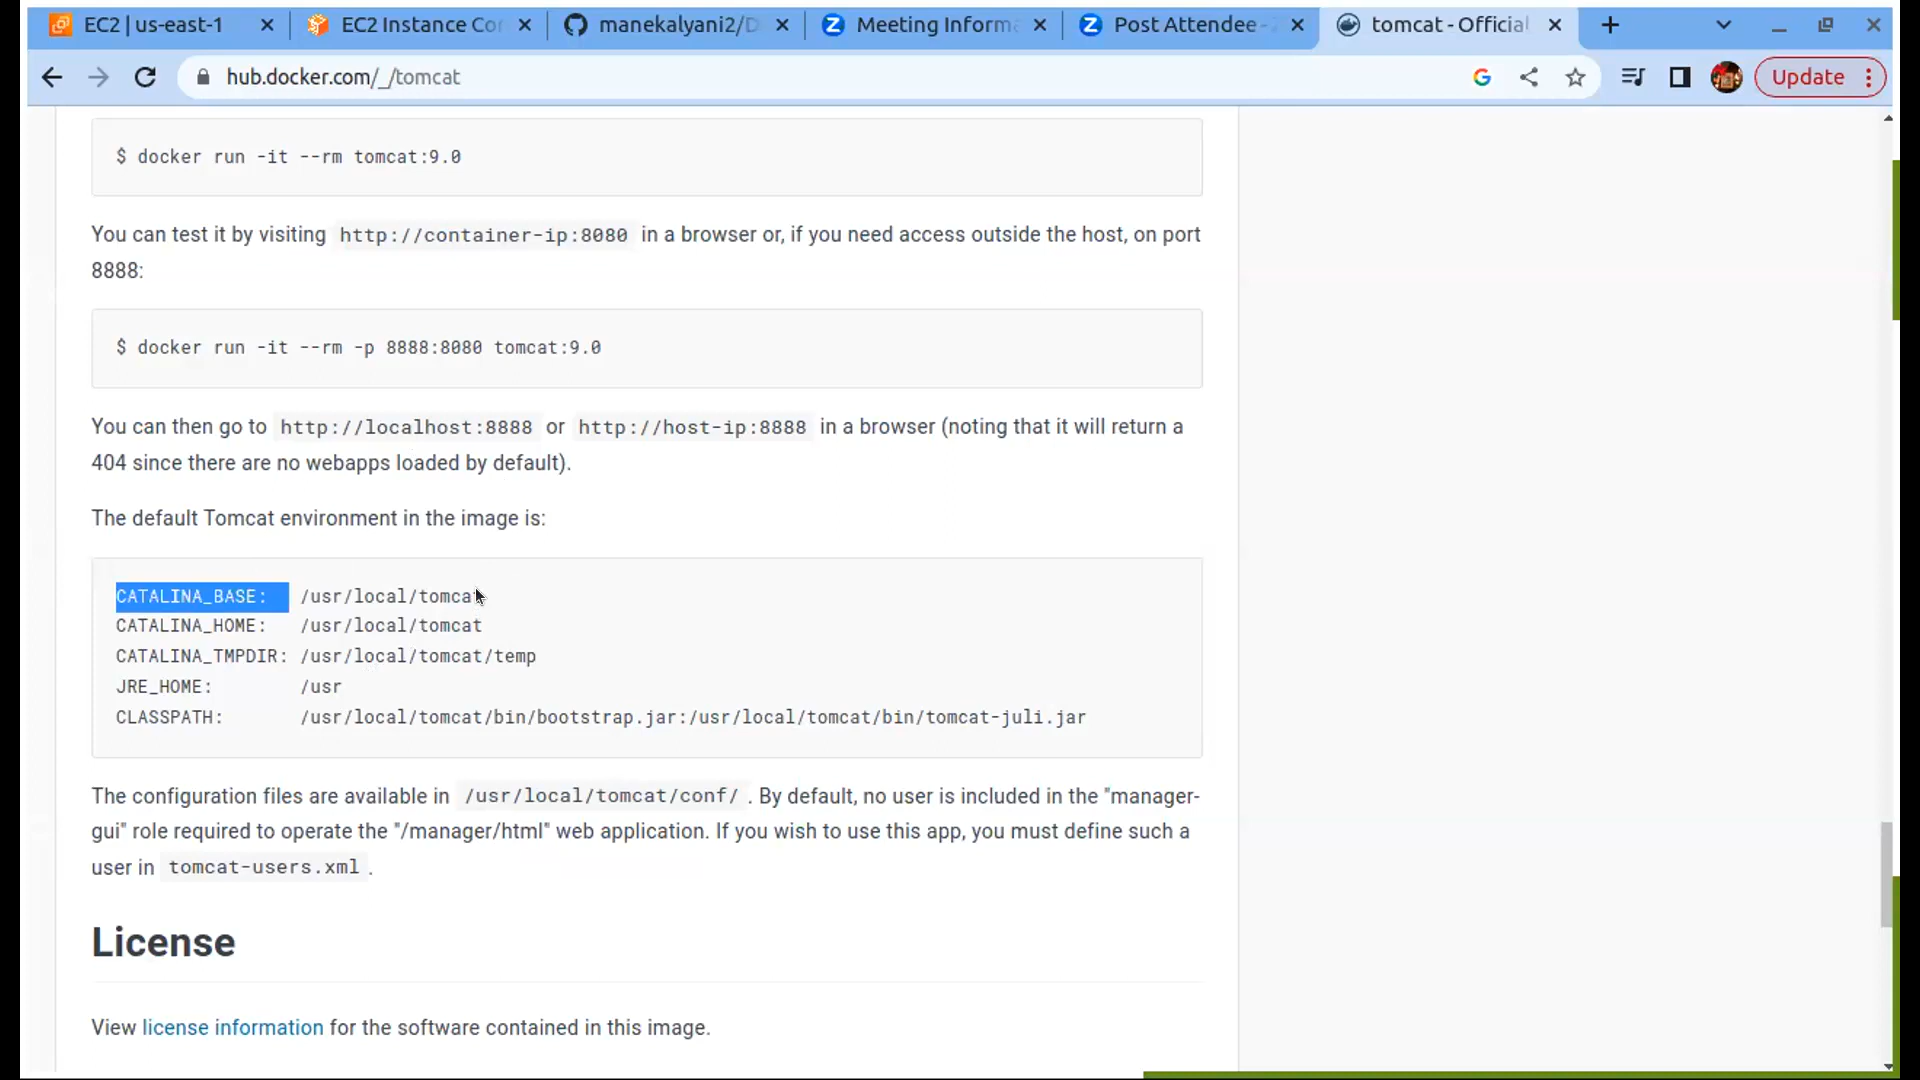 EC2 | us-east-1
EC2 Instance Co
manekalyani2/D
Meeting Inform
Post Attendee -
tomcat - Official
hub.docker.com/_/tomcat
Update
$ docker run -it --rm tomcat:9.0
You can test it by visiting http://container-ip:8080 in a browser or, if you need access outside the host, on port
8888:
$ docker run -it --rm -p 8888:8080 tomcat:9.0
You can then go to http://localhost:8888 or http://host-ip:8888 in a browser (noting that it will return a
404 since there are no webapps loaded by default).
The default Tomcat environment in the image is:
CATALINA_BASE: /usr/local/tomcat
CATALINA_HOME: /usr/local/tomcat
CATALINA_TMPDIR: /usr/local/tomcat/temp
JRE_HOME: /usr
CLASSPATH: /usr/local/tomcat/bin/bootstrap.jar:/usr/local/tomcat/bin/tomcat-juli.jar
The configuration files are available in /usr/local/tomcat/conf/ . By default, no user is included in the "manager-
gui" role required to operate the "/manager/html" web application. If you wish to use this app, you must define such a
user in tomcat-users.xml .
License
View license information for the software contained in this image.